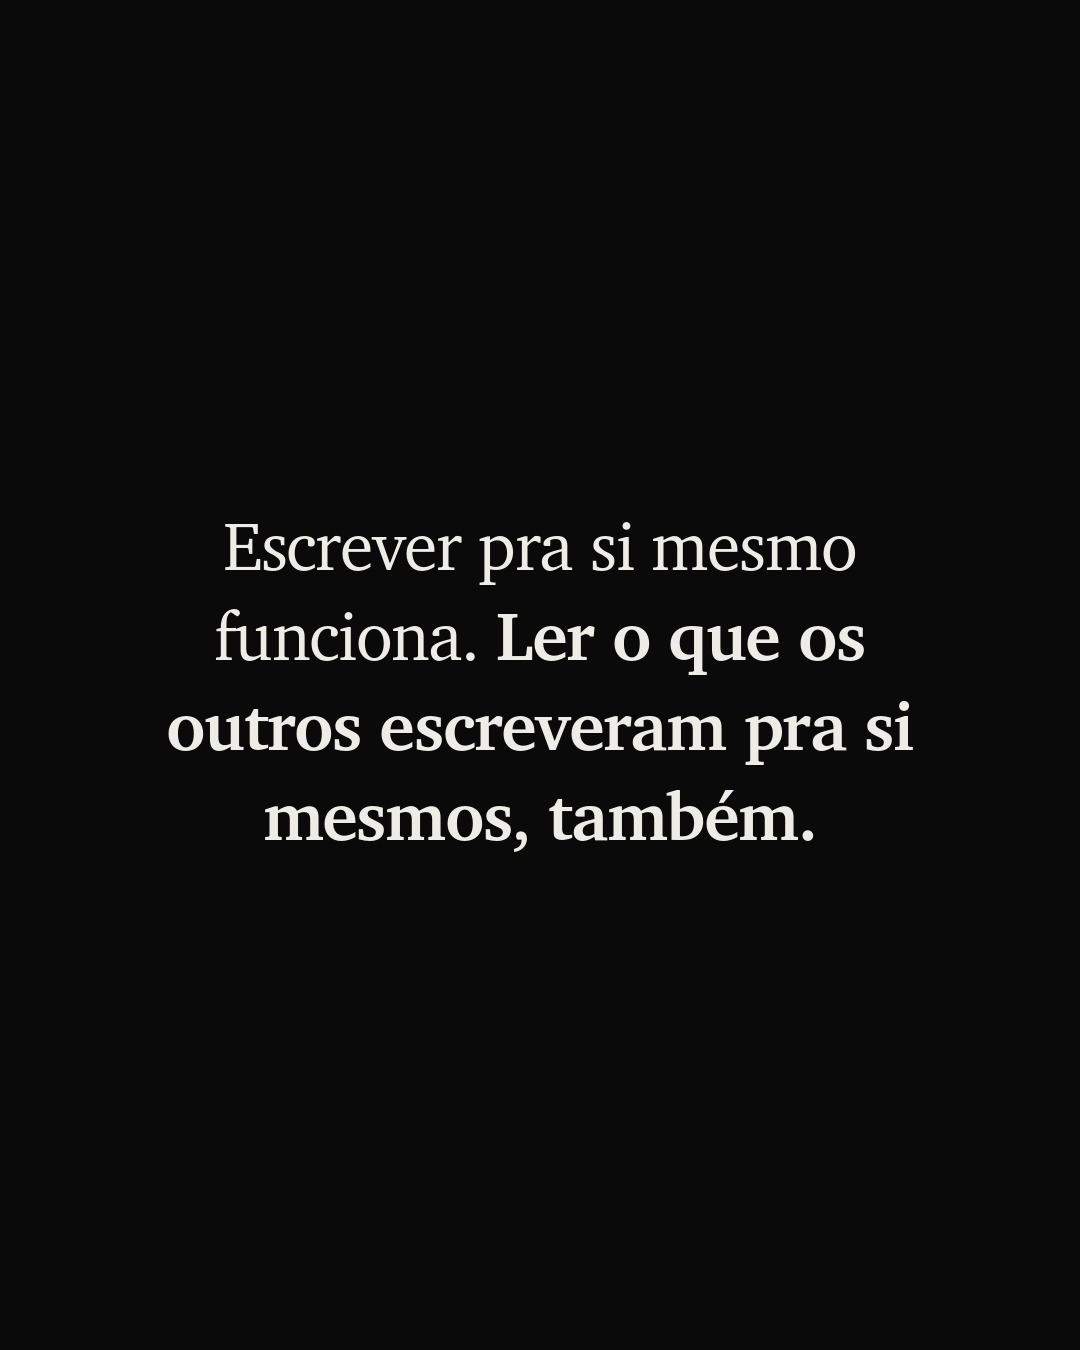 Escrever pra si mesmo
funciona. Ler o que os
outros escreveram pra si
mesmos, também.